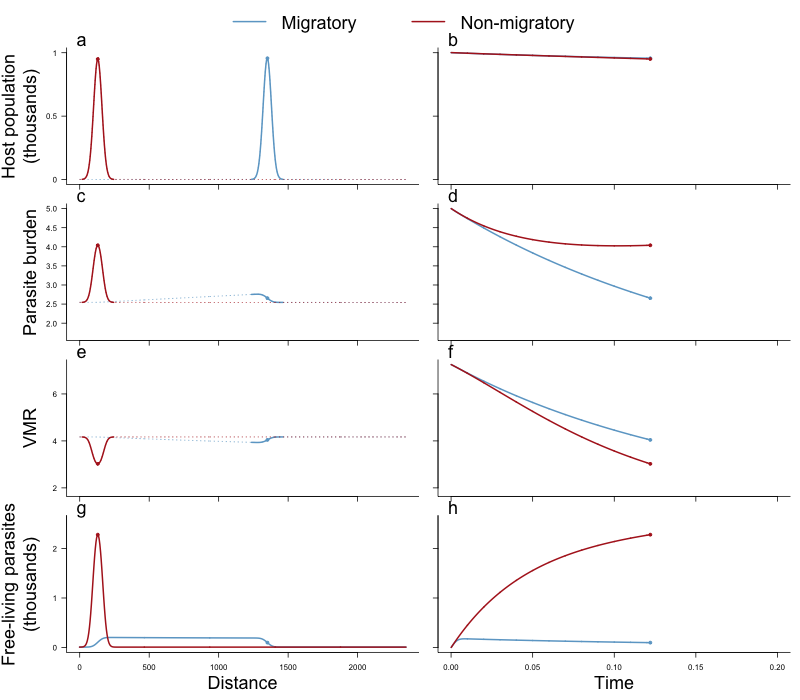 Migratory Non-migratory
a b
Host population
(thousands)
1
0.5
0
c d
Parasite burden
5.0
4.5
4.0
3.5
3.0
2.5
2.0
e f
VMR
6
4
2
g h
Free-living parasites
(thousands)
2
1
0
0 500 1000 1500 2000 0.00 0.05 0.10 0.15 0.20
Distance Time